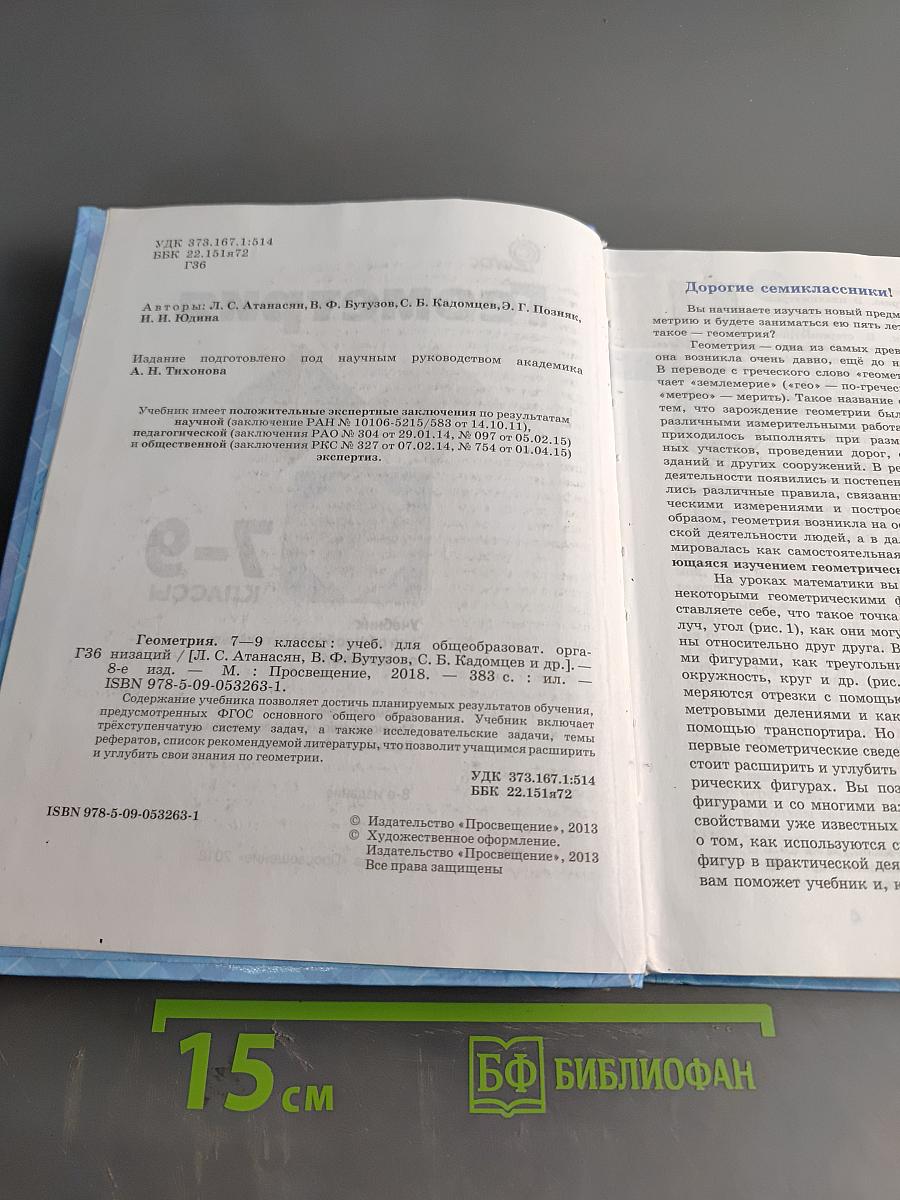 УДК 373.167.1:514
ББК 22.151я72
Г36
Авторы: Л. С. Атанасян, В. Ф. Бутузов, С. Б. Кадомцев, Э. Г. Позняк,
И. И. Юдина
Издание подготовлено под научным руководством академика
А. Н. Тихонова
Учебник имеет положительные экспертные заключения по результатам
научной (заключение РАН № 10106-5215/583 от 14.10.11),
педагогической (заключения РАО № 304 от 29.01.14, № 097 от 05.02.15)
и общественной (заключения РКС № 327 от 07.02.14, № 754 от 01.04.15)
экспертиз.
7—9
КЛАССЫ
Геометрия. 7—9 классы : учеб. для общеобразоват. орга-
Г36 низаций / [Л. С. Атанасян, В. Ф. Бутузов, С. Б. Кадомцев и др.]. —
8-е изд. — М. : Просвещение, 2018. — 383 с. : ил. —
ISBN 978-5-09-053263-1.
Содержание учебника позволяет достичь планируемых результатов обучения,
предусмотренных ФГОС основного общего образования. Учебник включает
трёхступенчатую систему задач, а также исследовательские задачи, темы
рефератов, список рекомендуемой литературы, что позволит учащимся расширить
и углубить свои знания по геометрии.
УДК 373.167.1:514
ББК 22.151я72
ISBN 978-5-09-053263-1
© Издательство «Просвещение», 2013
© Художественное оформление.
Издательство «Просвещение», 2013
Все права защищены
Дорогие семиклассники!
Вы начинаете изучать новый предм
метрию и будете заниматься ею пять лет
такое — геометрия?
Геометрия — одна из самых древ
она возникла очень давно, ещё до н
В переводе с греческого слово «геомет
чает «землемерие» («гео» — по-гречес
«метрео» — мерить). Такое название
тем, что зарождение геометрии был
различными измерительными работа
приходилось выполнять при разм
ных участков, проведении дорог,
зданий и других сооружений. В ре
деятельности появились и постепен
лись различные правила, связанн
ческими измерениями и построе
образом, геометрия возникла на ос
ской деятельности людей, а в да
мировалась как самостоятельная
ющаяся изучением геометрическ
На уроках математики вы
некоторыми геометрическими ф
ставляете себе, что такое точка
луч, угол (рис. 1), как они могу
ны относительно друг друга. В
ми фигурами, как треугольни
окружность, круг и др. (рис.
меряются отрезки с помощь
метровыми делениями и как
помощью транспортира. Но
первые геометрические сведе
стоит расширить и углубить
рических фигурах. Вы поз
фигурами и со многими ва
свойствами уже известных
о том, как используются с
фигур в практической дея
вам поможет учебник и, к
15 см
БФ БИБЛИОФАН